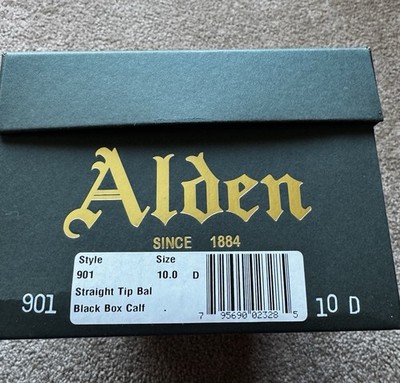 Alden
SINCE 1884
Style Size
901 10.0 D
Straight Tip Bal
Black Box Calf
7 95690 02328 5
901 10 D